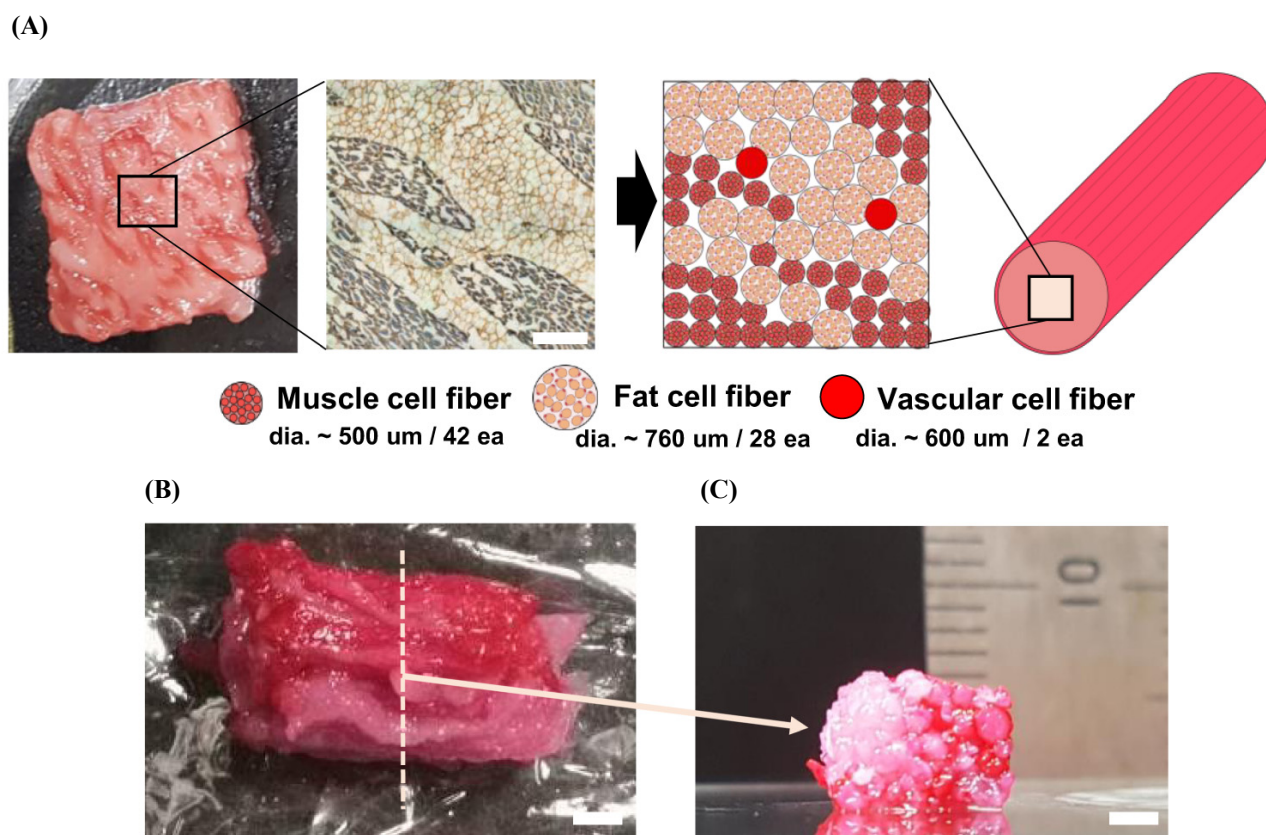 (A)
Muscle cell fiber
dia. ~ 500 um / 42 ea
Fat cell fiber
dia. ~ 760 um / 28 ea
Vascular cell fiber
dia. ~ 600 um / 2 ea
(B)
(C)
10